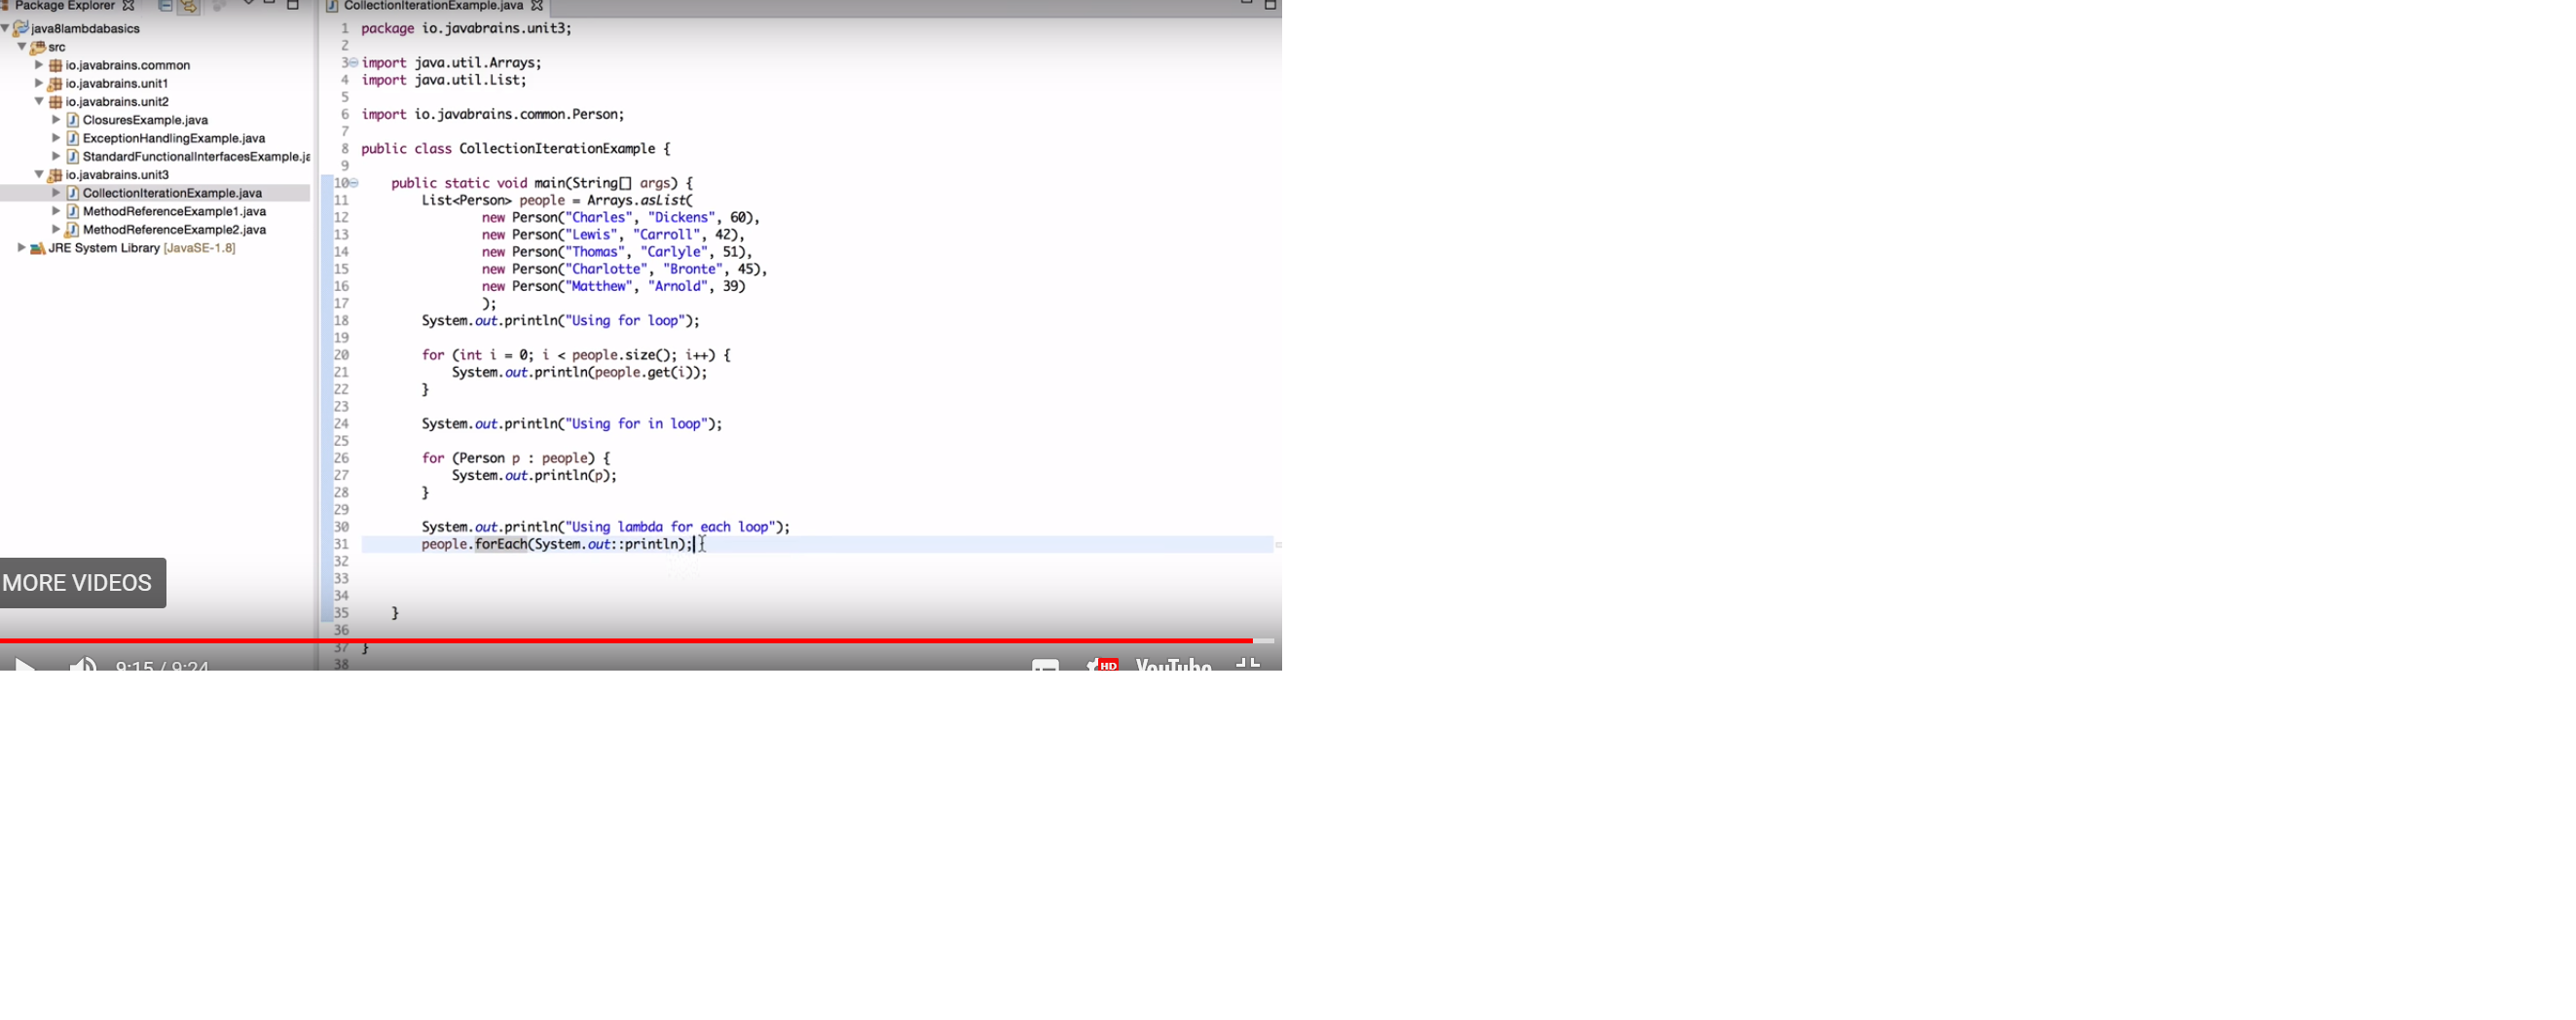 Package Explorer
java8lambdabasics
src
io.javabrains.common
io.javabrains.unit1
io.javabrains.unit2
ClosuresExample.java
ExceptionHandlingExample.java
StandardFunctionalInterfacesExample.ja
io.javabrains.unit3
CollectionIterationExample.java
MethodReferenceExample1.java
MethodReferenceExample2.java
JRE System Library [JavaSE-1.8]
CollectionIterationExample.java
1 package io.javabrains.unit3;
2
3 import java.util.Arrays;
4 import java.util.List;
5
6 import io.javabrains.common.Person;
7
8 public class CollectionIterationExample {
9
10 public static void main(String[] args) {
11 List<Person> people = Arrays.asList(
12 new Person("Charles", "Dickens", 60),
13 new Person("Lewis", "Carroll", 42),
14 new Person("Thomas", "Carlyle", 51),
15 new Person("Charlotte", "Bronte", 45),
16 new Person("Matthew", "Arnold", 39)
17 );
18 System.out.println("Using for loop");
19
20 for (int i = 0; i < people.size(); i++) {
21 System.out.println(people.get(i));
22 }
23
24 System.out.println("Using for in loop");
25
26 for (Person p : people) {
27 System.out.println(p);
28 }
29
30 System.out.println("Using lambda for each loop");
31 people.forEach(System.out::println);
32
33
34
35 }
36
37 }
38
MORE VIDEOS
9:15 / 9:24
HD
YouTube